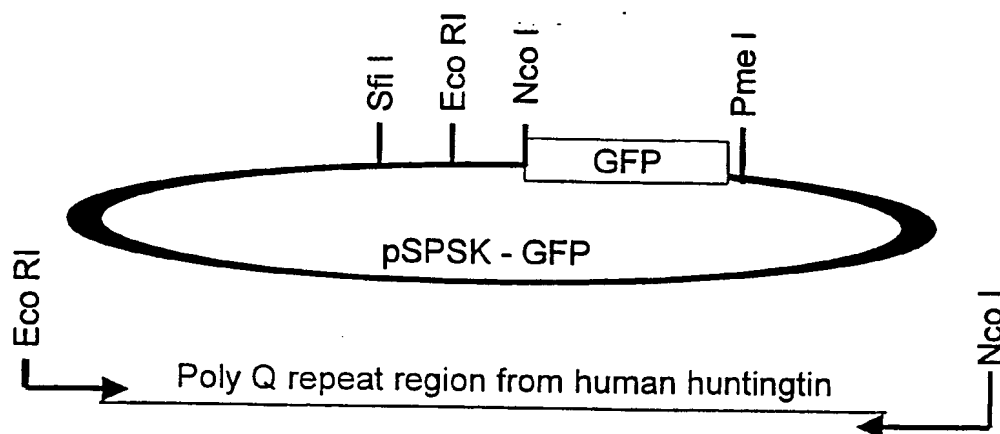 Sfi I
Eco RI
Nco I
Pme I
GFP
pSPSK - GFP
Eco RI
Nco I
Poly Q repeat region from human huntingtin